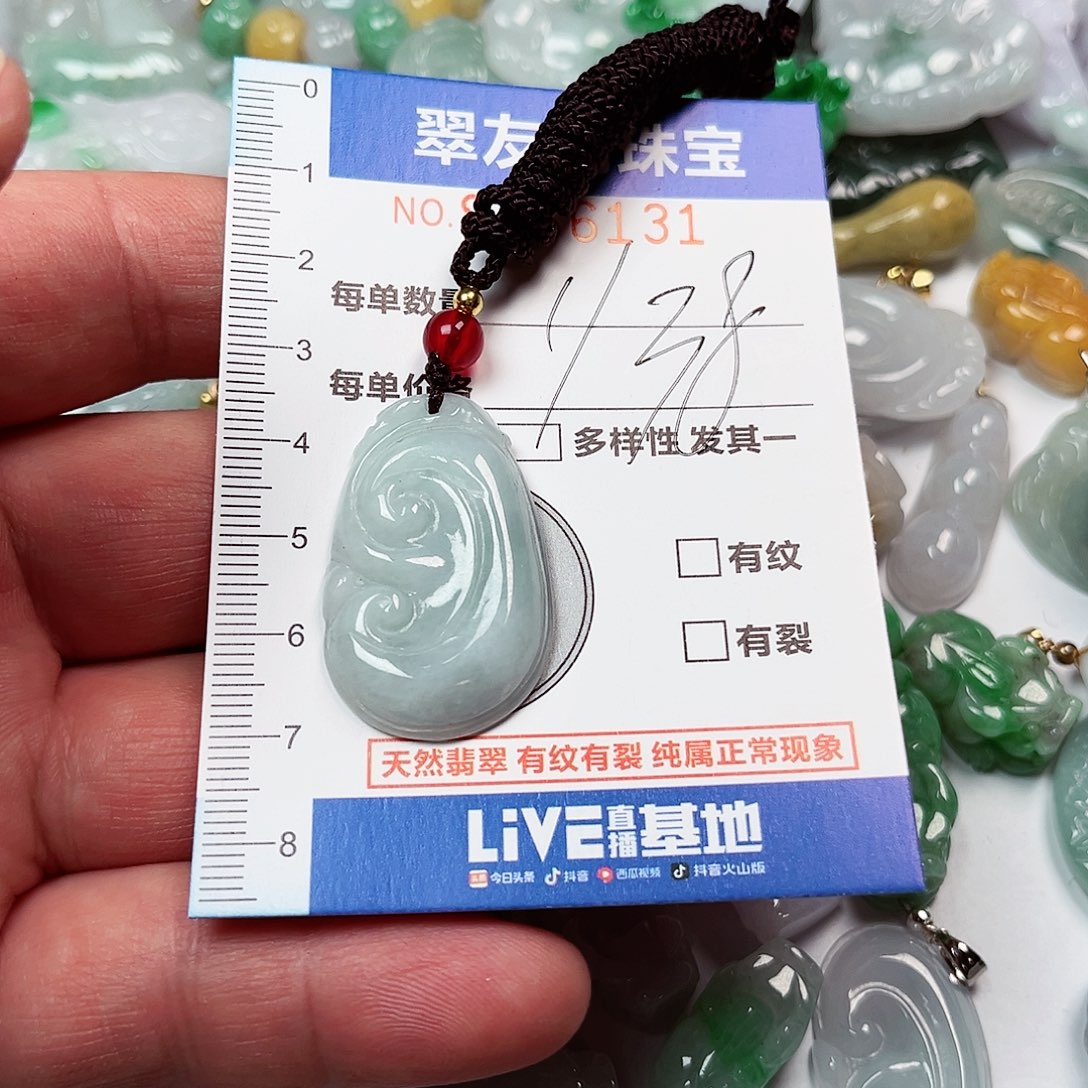 0
翠友 珠宝
1
NO. 6131
2
每单数量
3
每单价格
4
多样性 发其一
5
有纹
6
有裂
7
天然翡翠 有纹有裂 纯属正常现象
8
LiVE直播基地
今日头条 抖音 西瓜视频 抖音火山版